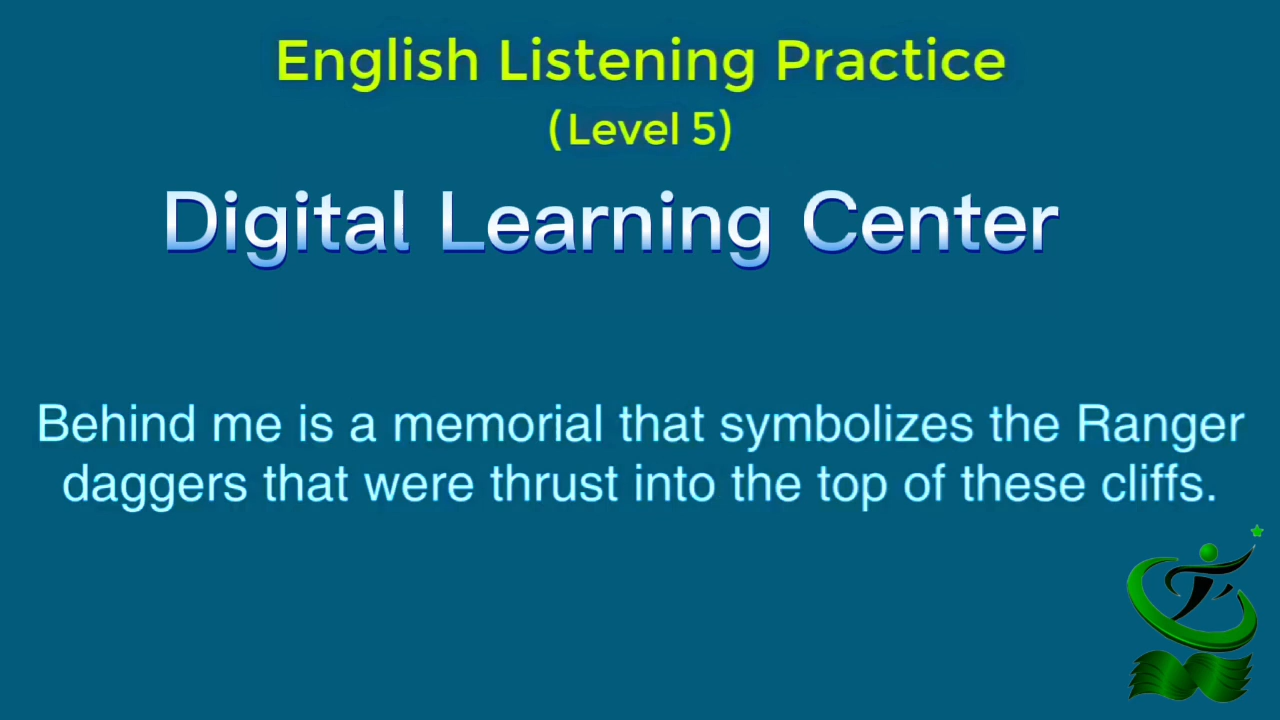 English Listening Practice
(Level 5)
Digital Learning Center
Behind me is a memorial that symbolizes the Ranger
daggers that were thrust into the top of these cliffs.